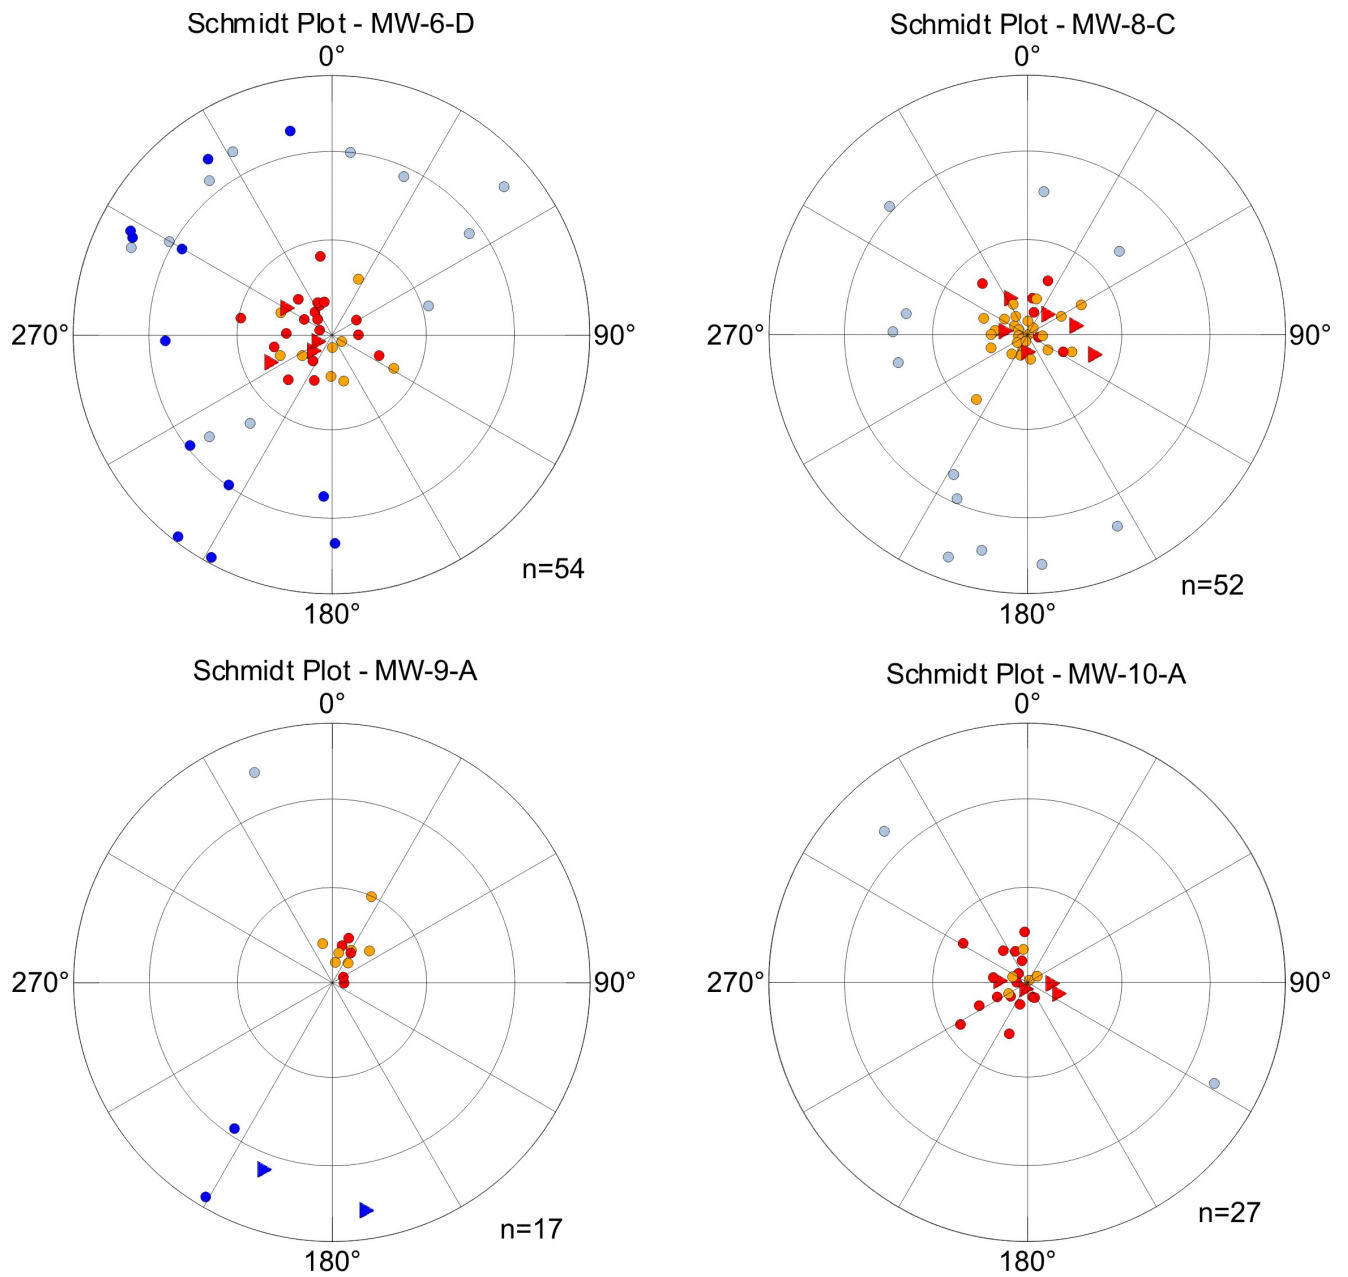 Schmidt Plot - MW-6-D
0°
270°
90°
180°
n=54
Schmidt Plot - MW-8-C
0°
270°
90°
180°
n=52
Schmidt Plot - MW-9-A
0°
270°
90°
180°
n=17
Schmidt Plot - MW-10-A
0°
270°
90°
180°
n=27